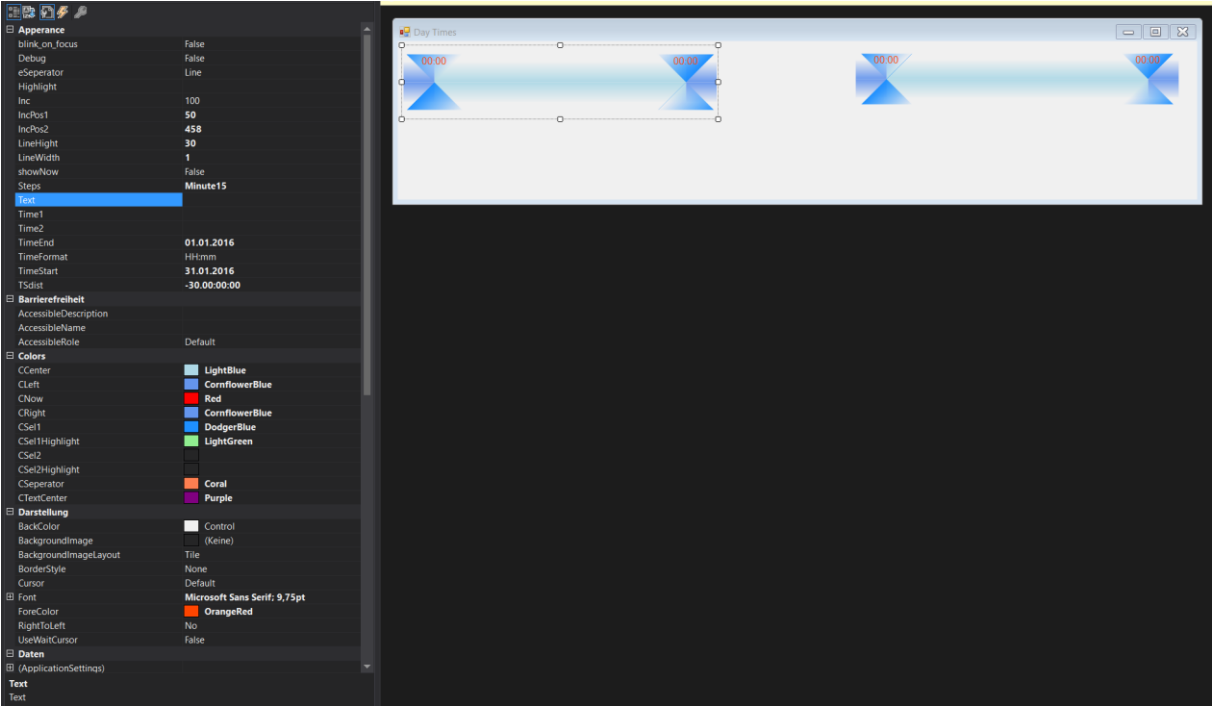 Apperance
blink_on_focus False
Debug False
eSeperator Line
Highlight
Inc 100
IncPos1 50
IncPos2 458
LineHight 30
LineWidth 1
showNow False
Steps Minute15
Text
Time1
Time2
TimeEnd 01.01.2016
TimeFormat HH:mm
TimeStart 31.01.2016
TSdist -30.00:00:00
Barrierefreiheit
AccessibleDescription
AccessibleName
AccessibleRole Default
Colors
CCenter LightBlue
CLeft CornflowerBlue
CNow Red
CRight CornflowerBlue
CSel1 DodgerBlue
CSel1Highlight LightGreen
CSel2
CSel2Highlight
CSeperator Coral
CTextCenter Purple
Darstellung
BackColor Control
BackgroundImage (Keine)
BackgroundImageLayout Tile
BorderStyle None
Cursor Default
Font Microsoft Sans Serif; 9,75pt
ForeColor OrangeRed
RightToLeft No
UseWaitCursor False
Daten
(ApplicationSettings)
Text
Text
Day Times
00:00 00:00 00:00 00:00